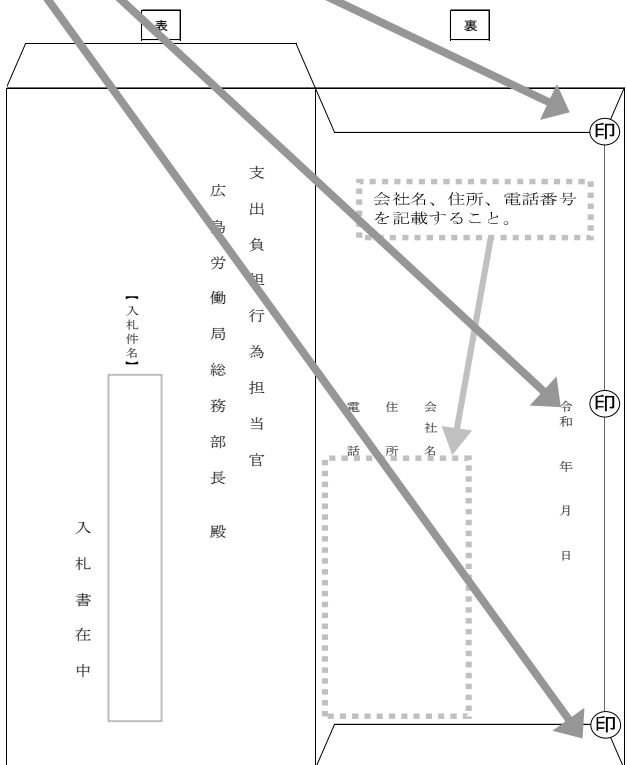 表
支出負担行為担当官
広島労働局総務部長 殿
【入札件名】
入札書在中
裏
印
会社名、住所、電話番号
を記載すること。
令和 年 月 日
印
会社名
住所
電話
印